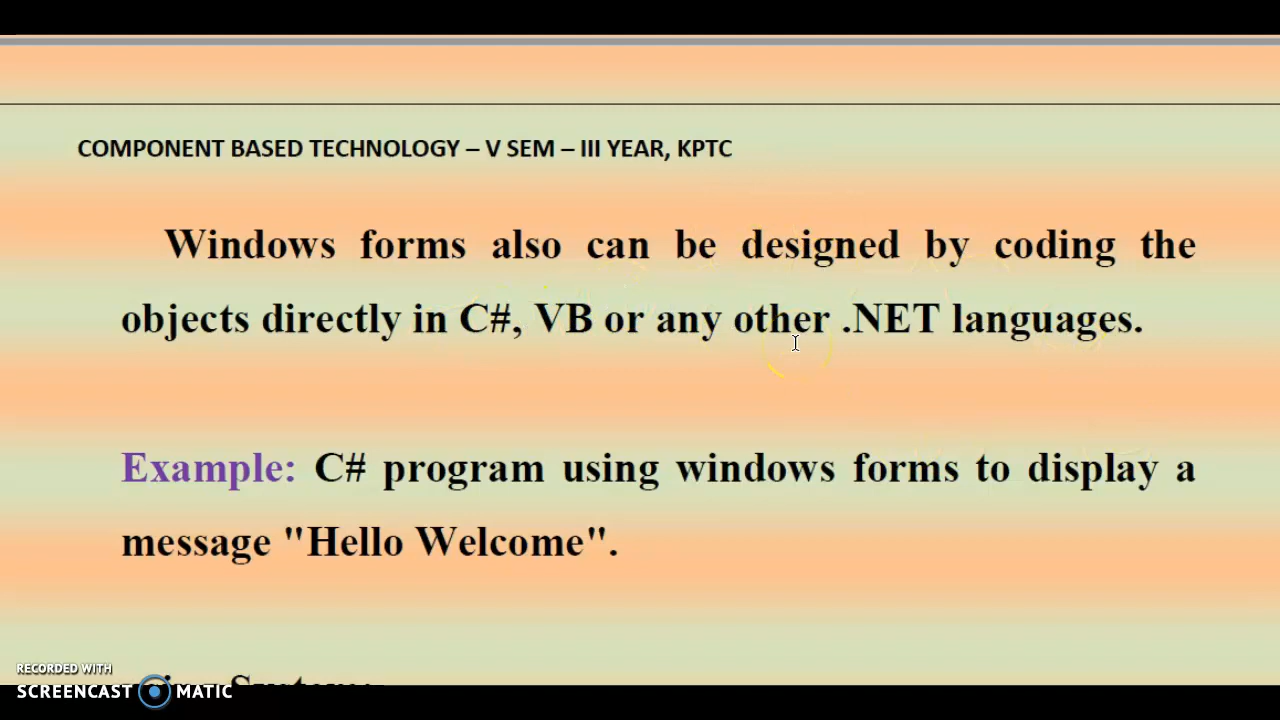 COMPONENT BASED TECHNOLOGY – V SEM – III YEAR, KPTC
Windows forms also can be designed by coding the
objects directly in C#, VB or any other .NET languages.
Example: C# program using windows forms to display a
message "Hello Welcome".
RECORDED WITH
SCREENCAST MATIC